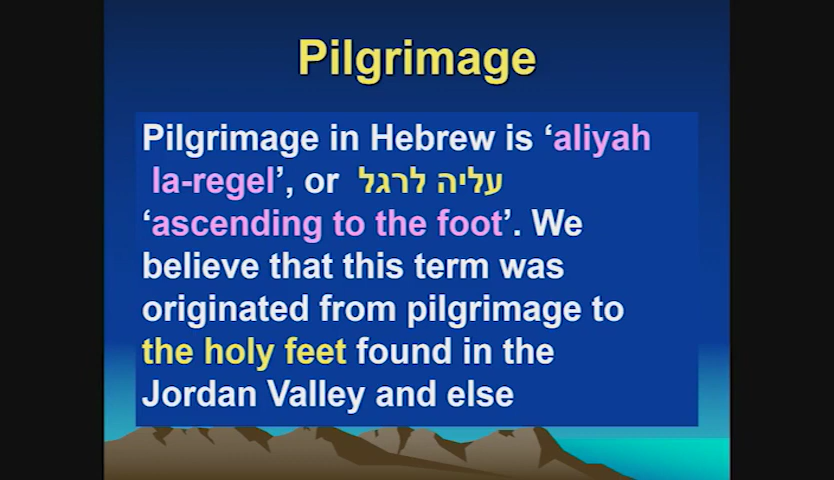 Pilgrimage
Pilgrimage in Hebrew is ‘aliyah
la-regel’, or עליה לרגל
‘ascending to the foot’. We
believe that this term was
originated from pilgrimage to
the holy feet found in the
Jordan Valley and else